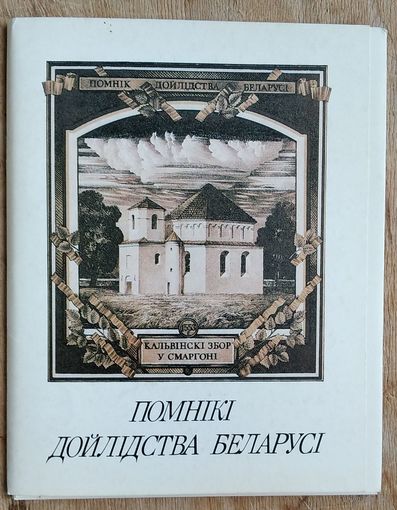 ПОМНІК ДОЙЛІДСТВА БЕЛАРУСІ
КАЛЬВІНСКІ ЗБОР
У СМАРГОНІ
ПОМНІКІ
ДОЙЛІДСТВА БЕЛАРУСІ